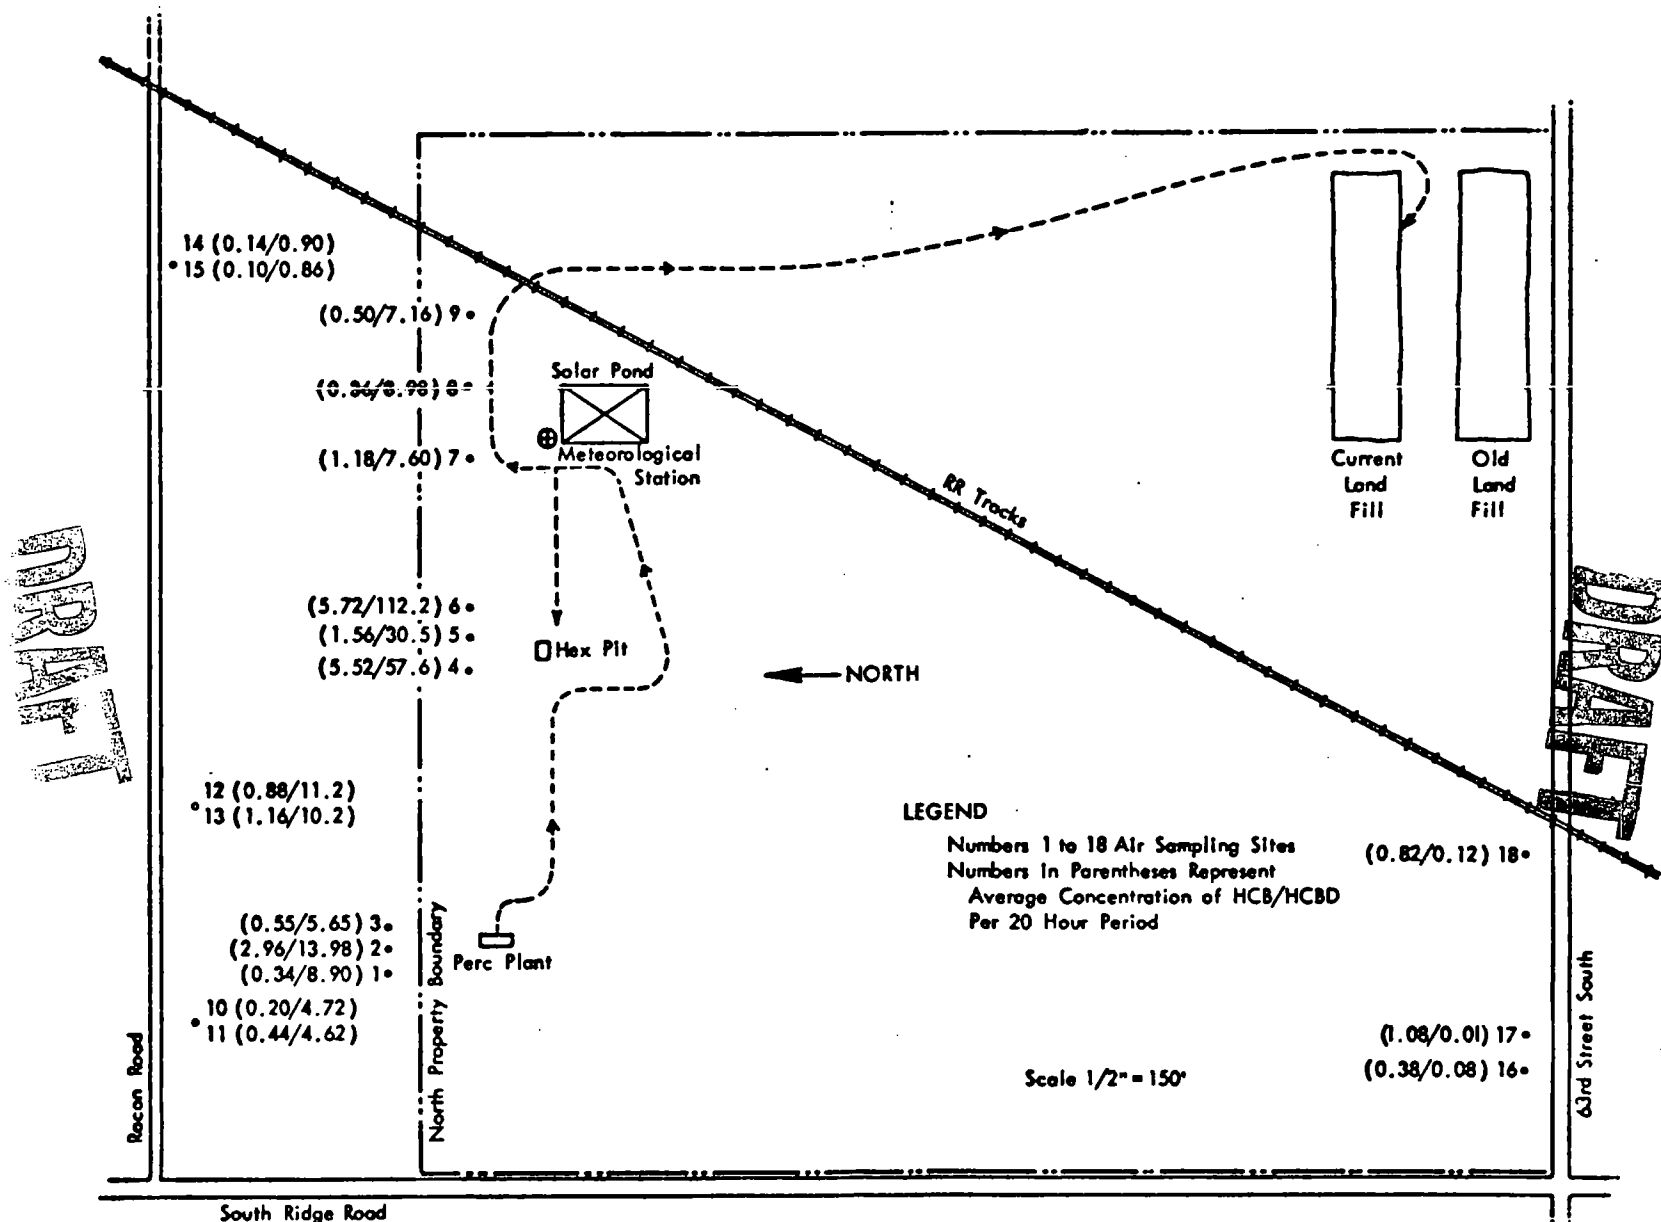 14 (0.14/0.90)
15 (0.10/0.86)
(0.50/7.16) 9
Solar Pond
8
(1.18/7.60) 7
Meteorological
Station
Current
Land
Fill
Old
Land
Fill
RR Tracks
DRAFT
DRAFT
(5.72/112.2) 6
(1.56/30.5) 5
(5.52/57.6) 4
Hex Pit
NORTH
12 (0.88/11.2)
13 (1.16/10.2)
LEGEND
Numbers 1 to 18 Air Sampling Sites
Numbers in Parentheses Represent
Average Concentration of HCB/HCBD
Per 20 Hour Period
(0.82/0.12) 18
(0.55/5.65) 3
(2.96/13.98) 2
(0.34/8.90) 1
Perc Plant
North Property Boundary
10 (0.20/4.72)
11 (0.44/4.62)
(1.08/0.01) 17
(0.38/0.08) 16
Scale 1/2" = 150'
Racon Road
63rd Street South
South Ridge Road